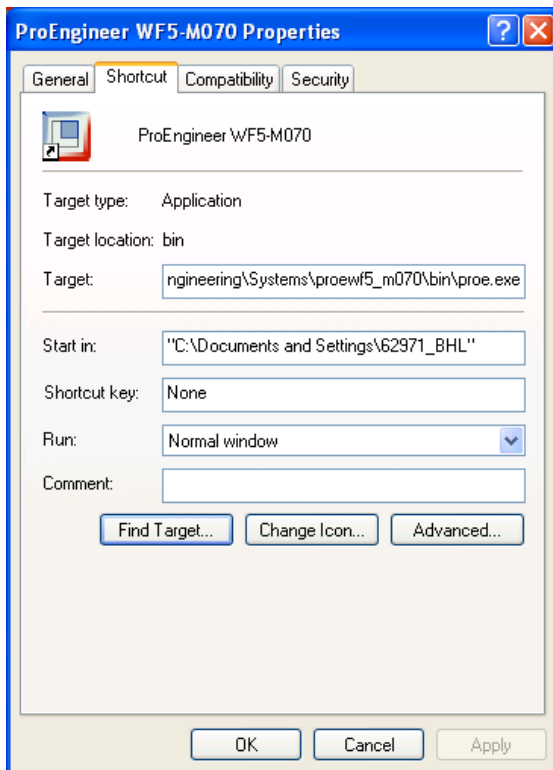 ProEngineer WF5-M070 Properties
General Shortcut Compatibility Security
ProEngineer WF5-M070
Target type: Application
Target location: bin
Target: ngineering\Systems\proewf5_m070\bin\proe.exe
Start in: "C:\Documents and Settings\62971_BHL"
Shortcut key: None
Run: Normal window
Comment:
Find Target... Change Icon... Advanced...
OK Cancel Apply